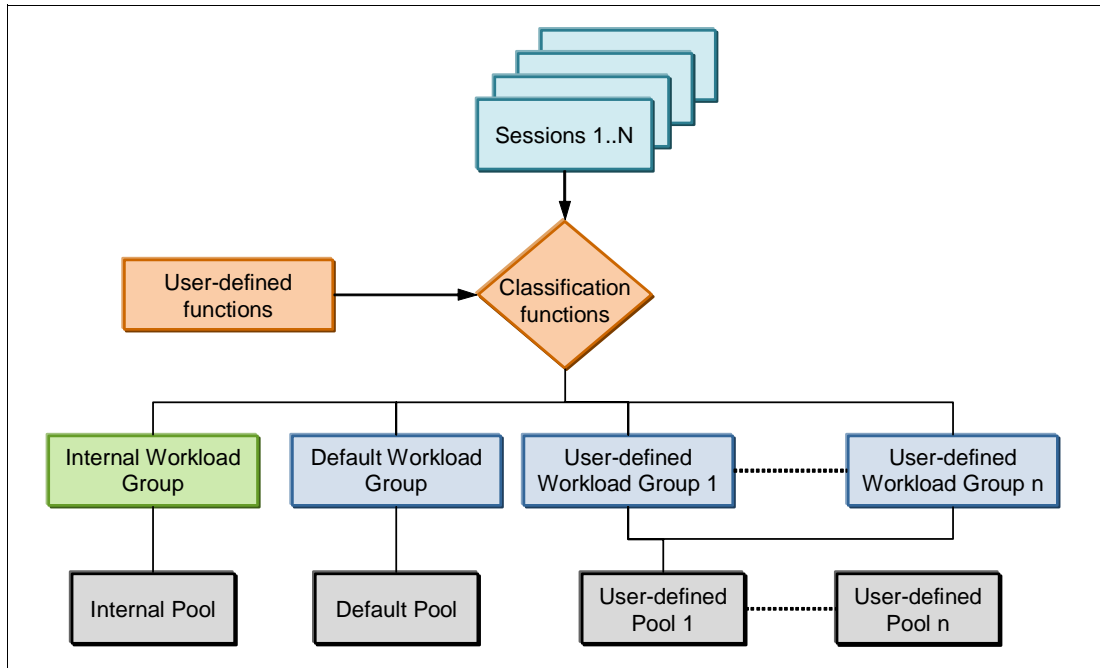 Sessions 1..N
User-defined
functions
Classification
functions
Internal Workload
Group
Default Workload
Group
User-defined
Workload Group 1
User-defined
Workload Group n
Internal Pool
Default Pool
User-defined
Pool 1
User-defined
Pool n